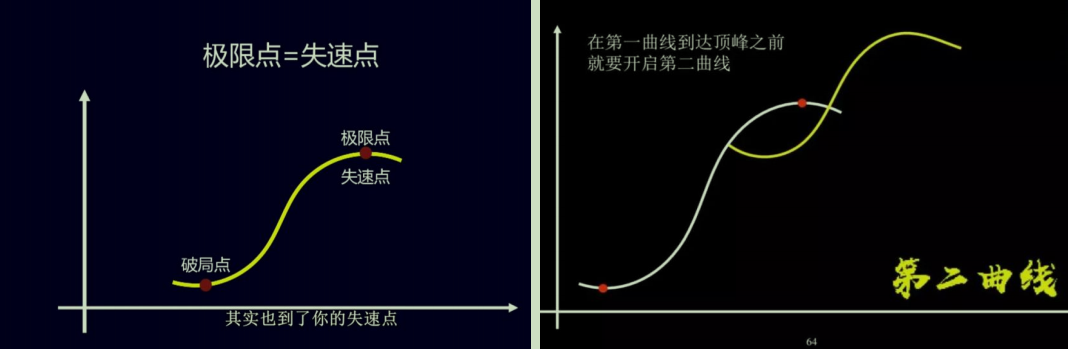 极限点=失速点
极限点
失速点
破局点
其实也到了你的失速点
在第一曲线到达顶峰之前
就要开启第二曲线
第二曲线
64